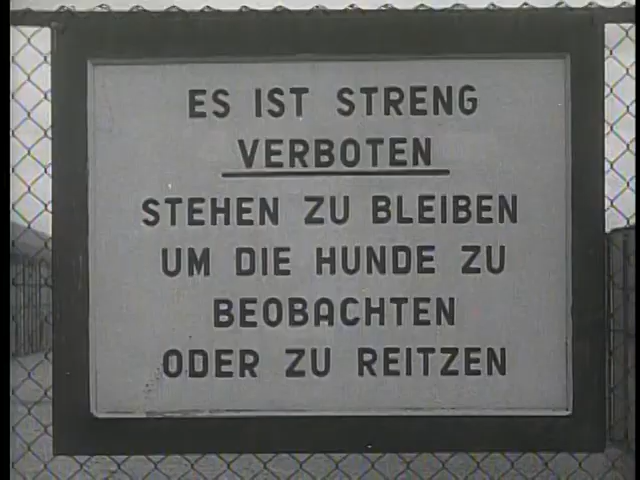 ES IST STRENG
VERBOTEN
STEHEN ZU BLEIBEN
UM DIE HUNDE ZU
BEOBACHTEN
ODER ZU REITZEN